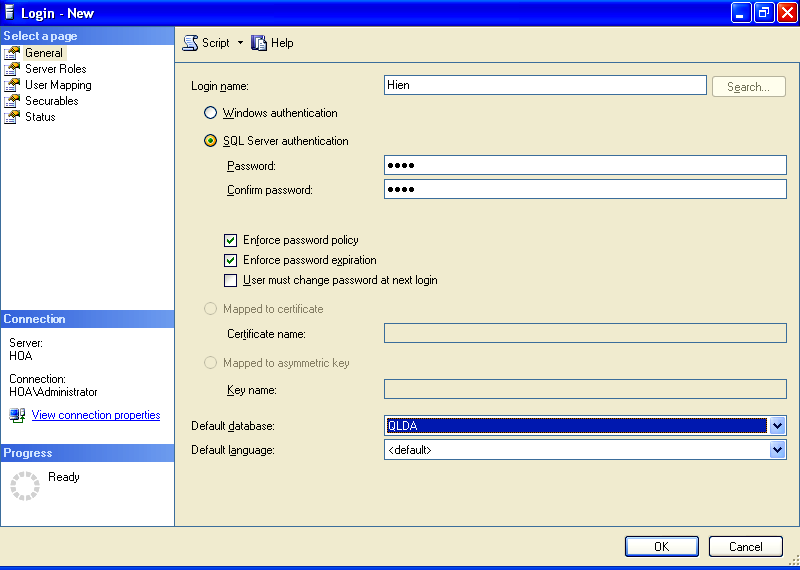 Login - New
Select a page
General
Server Roles
User Mapping
Securables
Status
Connection
Server:
HOA
Connection:
HOA\Administrator
View connection properties
Progress
Ready
Script Help
Login name: Hien Search...
Windows authentication
SQL Server authentication
Password: ●●●●
Confirm password: ●●●●
Enforce password policy
Enforce password expiration
User must change password at next login
Mapped to certificate
Certificate name:
Mapped to asymmetric key
Key name:
Default database: QLDA
Default language: <default>
OK Cancel